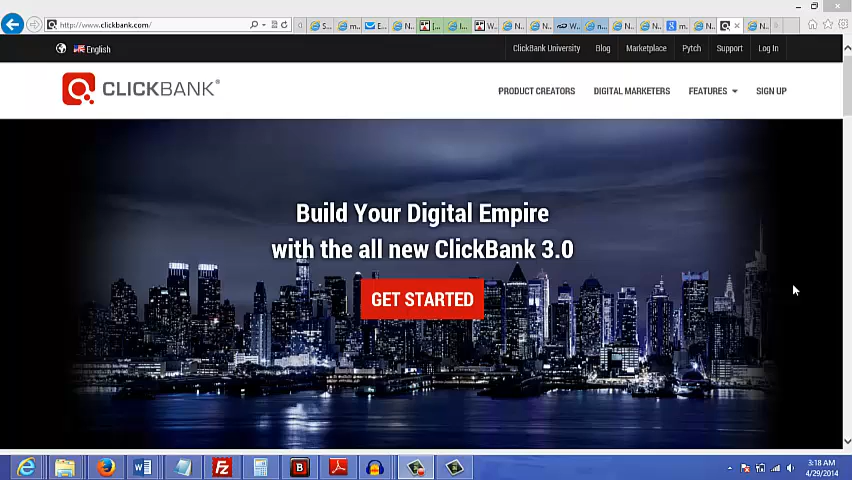 http://www.clickbank.com/
English
ClickBank University Blog Marketplace Pytch Support Log In
CLICKBANK®
PRODUCT CREATORS DIGITAL MARKETERS FEATURES SIGN UP
Build Your Digital Empire
with the all new ClickBank 3.0
GET STARTED
3:18 AM
4/29/2014